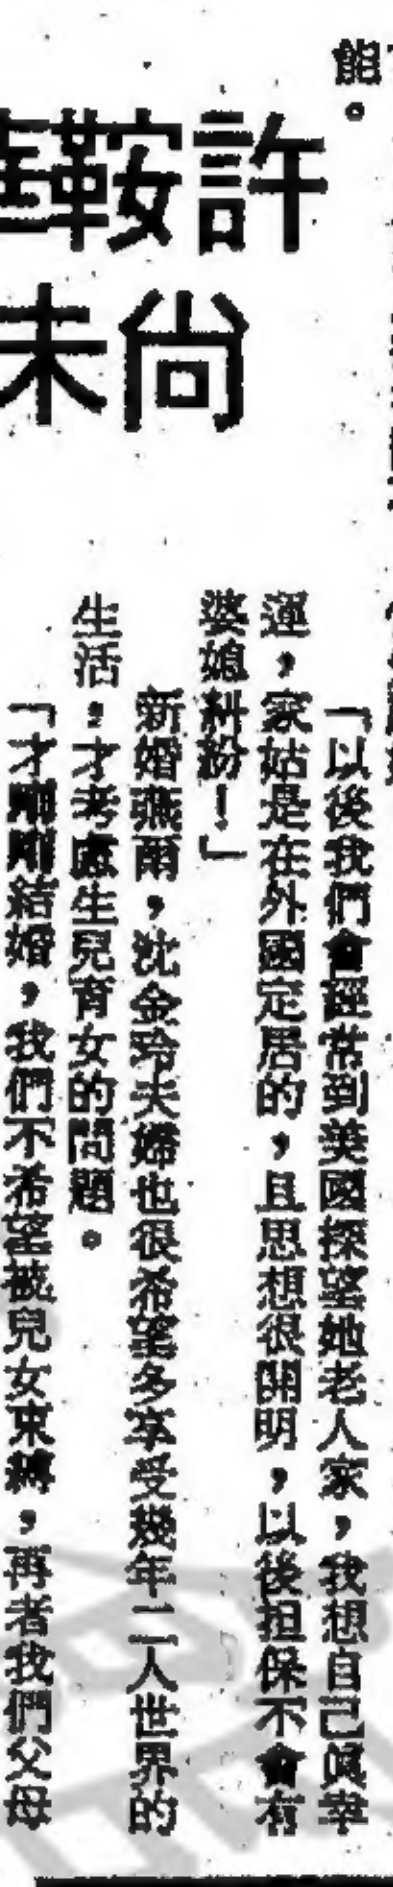 能。
許鞍
尚未
「以後我們會經常到美國探望她老人家，我想自己眞幸
運，家姑是在外國定居的，且思想很開明，以後担保不會有
婆媳糾紛！」
新婚燕爾，沈金玲夫婦也很希望多享受幾年二人世界的
生活，才考慮生兒育女的問題。
「才剛剛結婚，我們不希望被兒女束縛，再者我們父母